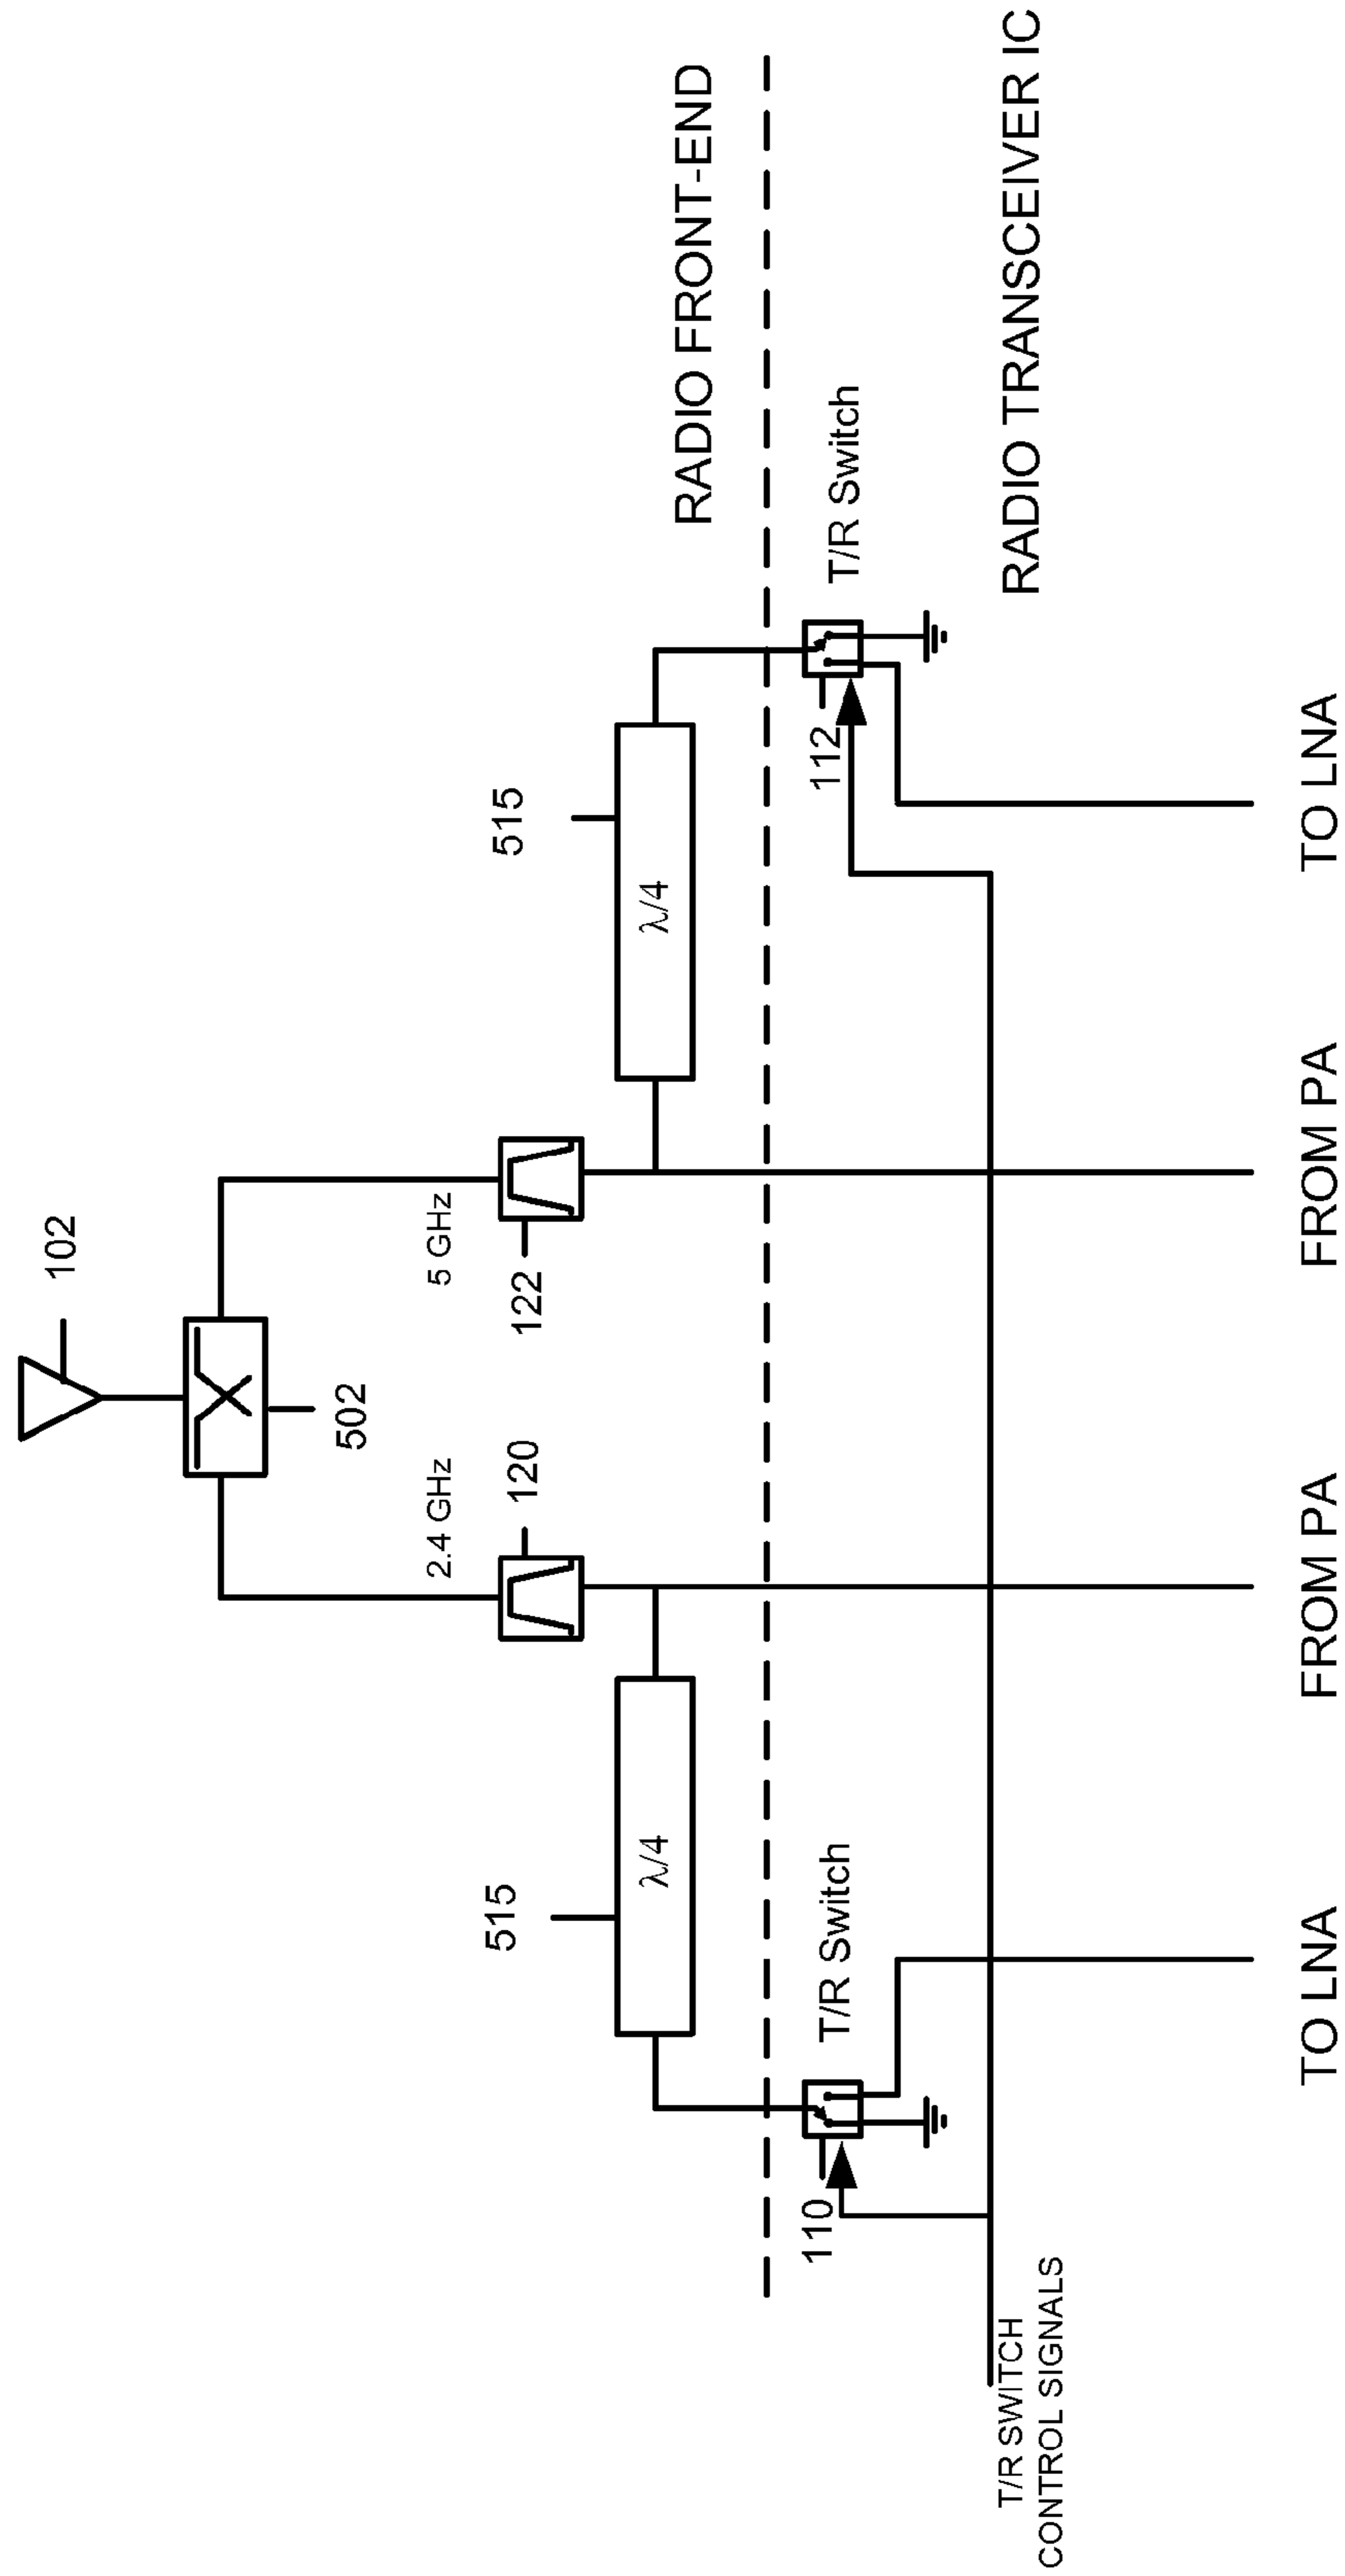 102
502
2.4 GHz
5 GHz
120
122
515
515
λ/4
λ/4
RADIO FRONT-END
T/R Switch
T/R Switch
110
112
T/R SWITCH
CONTROL SIGNALS
RADIO TRANSCEIVER IC
TO LNA
FROM PA
FROM PA
TO LNA